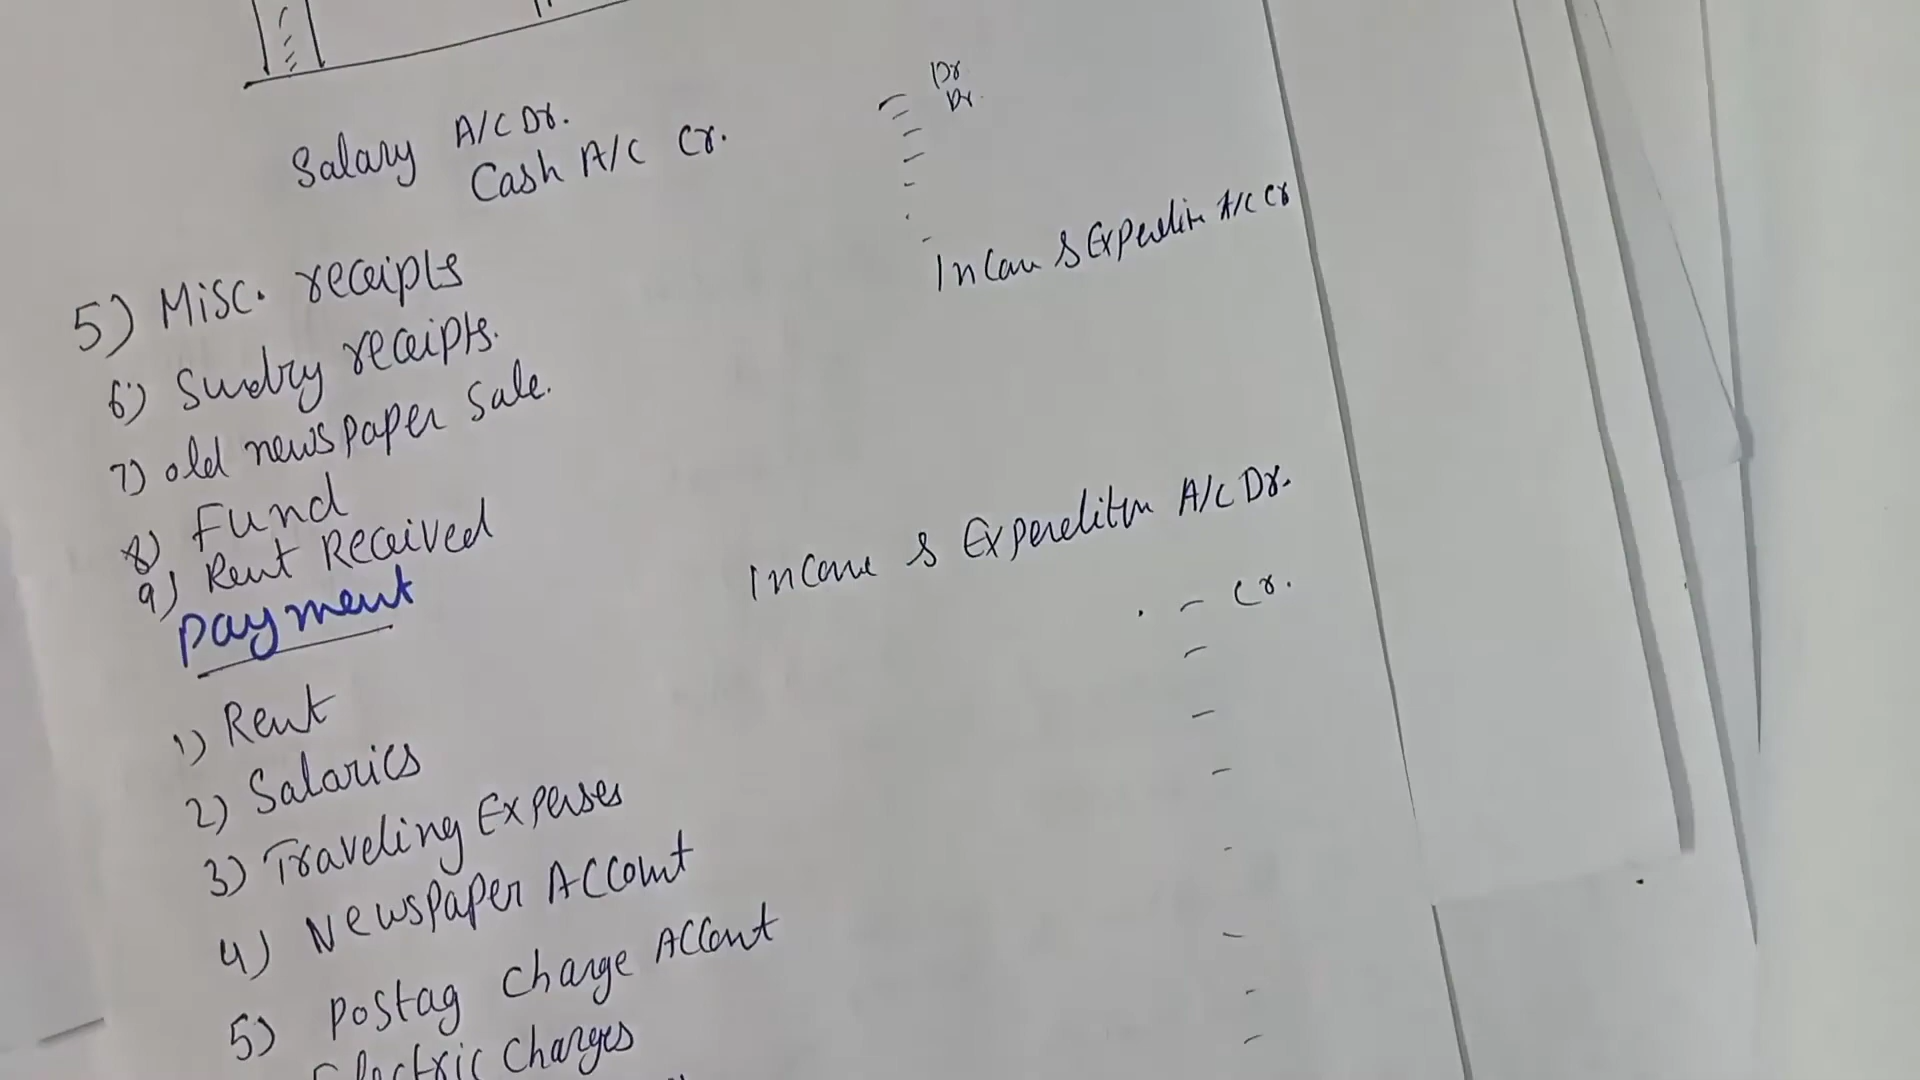 Salary A/C Dr.
Cash A/C Cr.
Dr
Dr.
Income & Expenditure A/C Cr
5) Misc. receipts
6) Sundry receipts.
7) old newspaper sale.
8) Fund
9) Rent Received
Payment
Income & Expenditure A/C Dr.
- Cr.
1) Rent
2) Salaries
3) Traveling Expenses
4) Newspaper Account
5) Postag Charge Account
Electric Charges